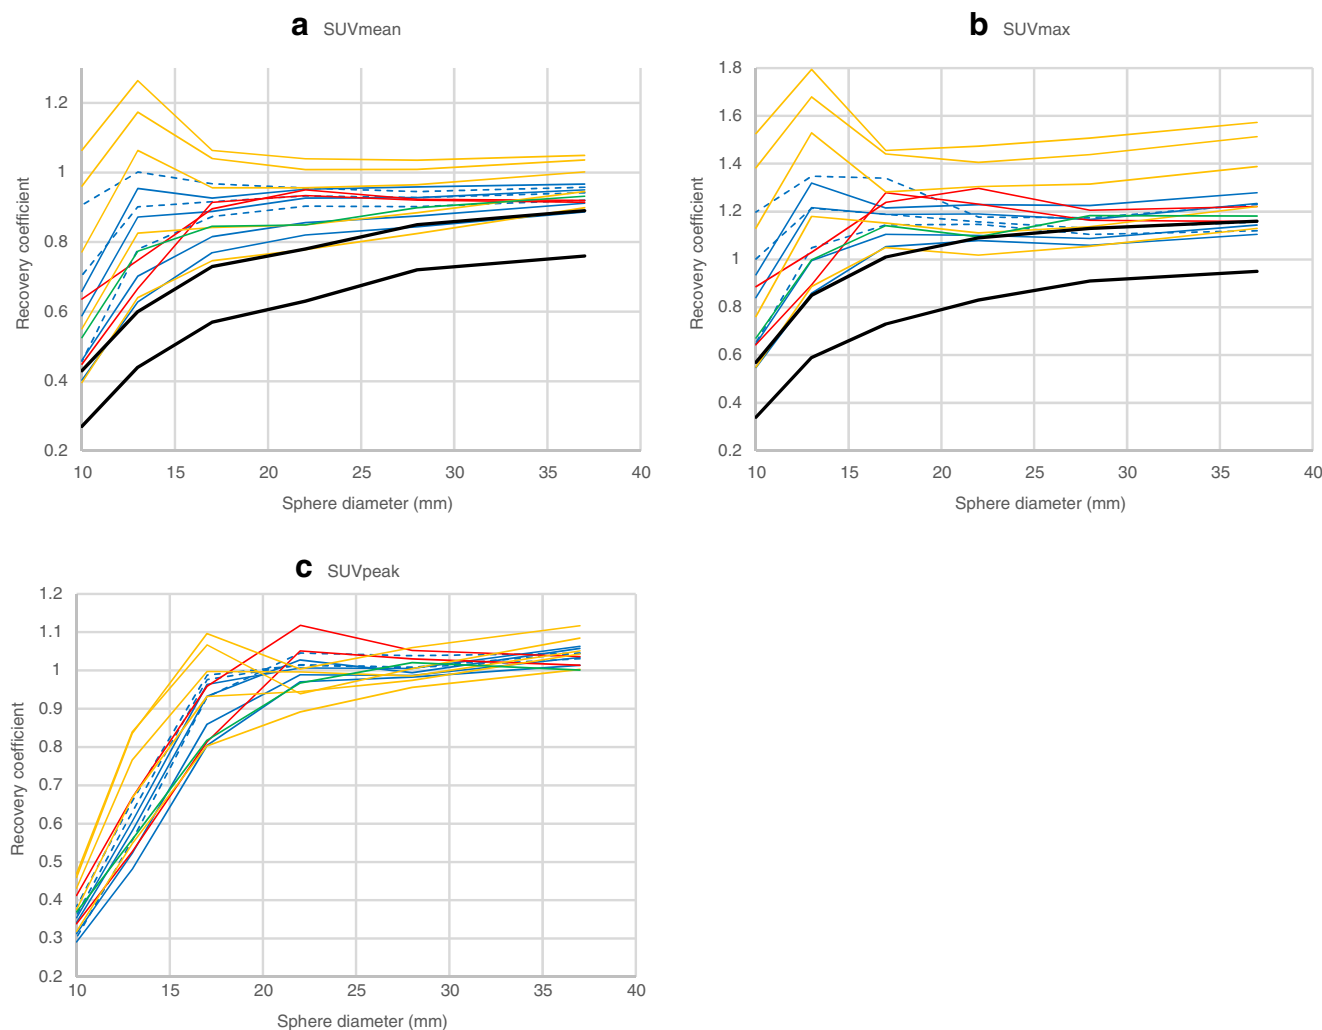 a SUVmean
1.2
1
0.8
0.6
0.4
0.2
10 15 20 25 30 35 40
Recovery coefficient
Sphere diameter (mm)
b SUVmax
1.8
1.6
1.4
1.2
1
0.8
0.6
0.4
0.2
10 15 20 25 30 35 40
Recovery coefficient
Sphere diameter (mm)
c SUVpeak
1.2
1.1
1
0.9
0.8
0.7
0.6
0.5
0.4
0.3
0.2
10 15 20 25 30 35 40
Recovery coefficient
Sphere diameter (mm)